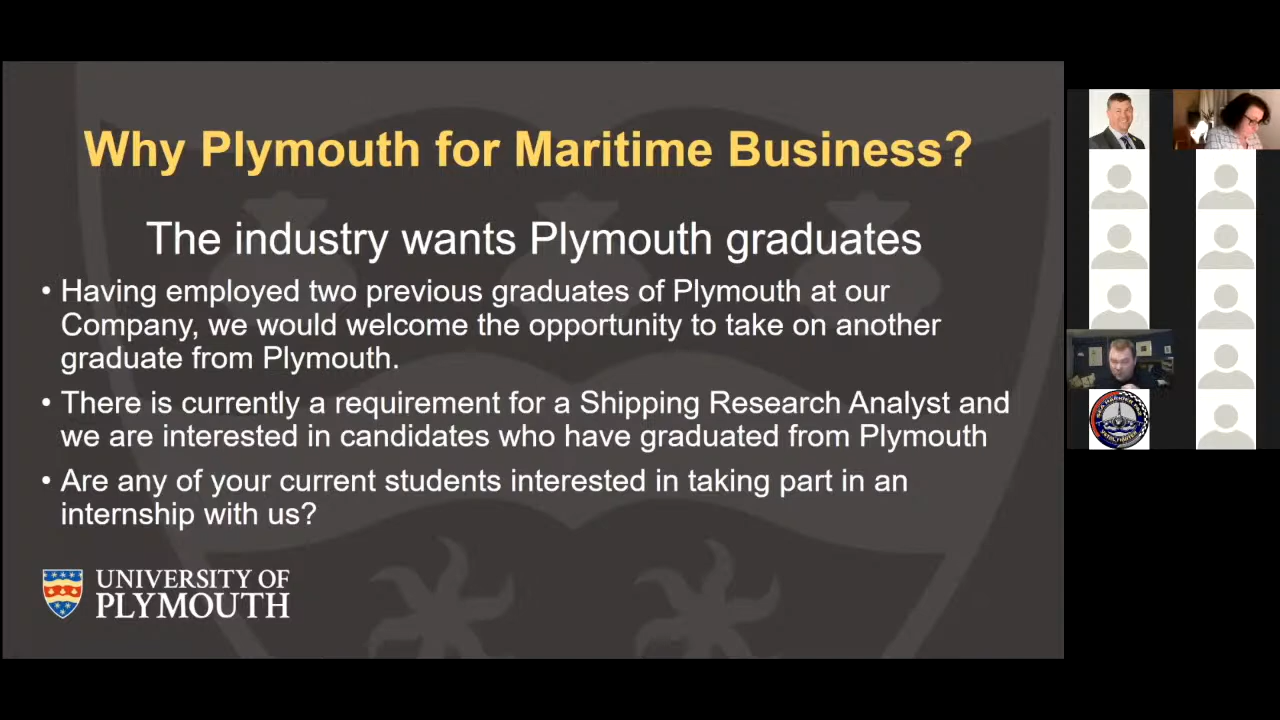 Why Plymouth for Maritime Business?
The industry wants Plymouth graduates
• Having employed two previous graduates of Plymouth at our
Company, we would welcome the opportunity to take on another
graduate from Plymouth.
• There is currently a requirement for a Shipping Research Analyst and
we are interested in candidates who have graduated from Plymouth
• Are any of your current students interested in taking part in an
internship with us?
UNIVERSITY OF
PLYMOUTH